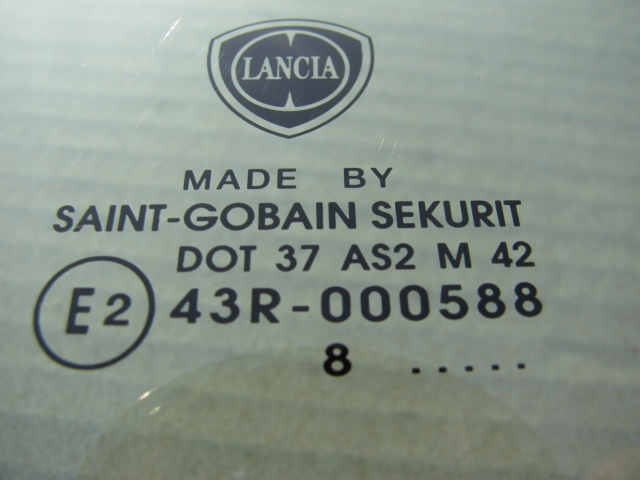 LANCIA
MADE BY
SAINT-GOBAIN SEKURIT
DOT 37 AS2 M 42
E2 43R-000588
8 .....